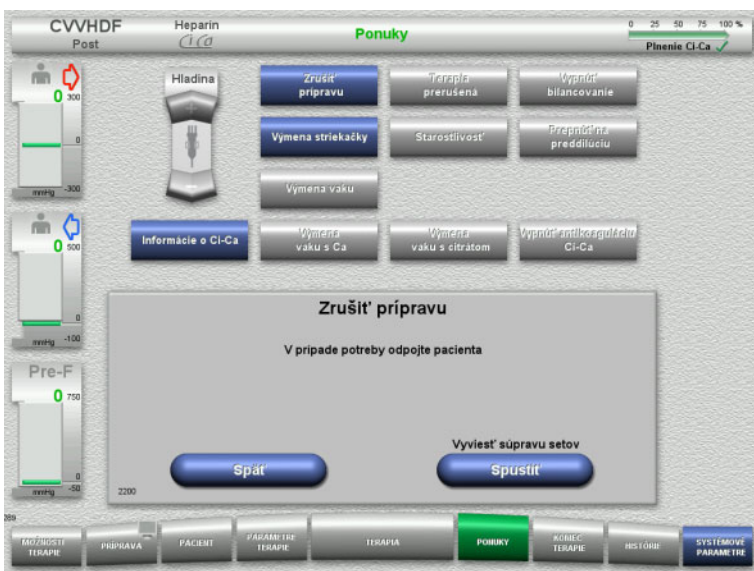 CVVHDF
Post
Heparin
Ci Ca
Ponuky
0 25 50 75 100 %
Plnenie Ci-Ca
0
300
0
mmHg -300
0
500
0
mmHg -100
Pre-F
0
750
0
mmHg -50
Hladina
Zrušiť
prípravu
Terapia
prerušená
Vypnúť
bilancovanie
Výmena striekačky
Starostlivosť
Prepnúť na
preddilúciu
Výmena vaku
Informácie o Ci-Ca
Výmena
vaku s Ca
Výmena
vaku s citrátom
Vypnúť antikoaguláciu
Ci-Ca
Zrušiť prípravu
V prípade potreby odpojte pacienta
Vyviesť súpravu setov
Späť
Spustiť
2200
269
MOŽNOSTI
TERAPIE
PRÍPRAVA
PACIENT
PARAMETRE
TERAPIE
TERAPIA
PONUKY
KONIEC
TERAPIE
HISTÓRIE
SYSTÉMOVÉ
PARAMETRE